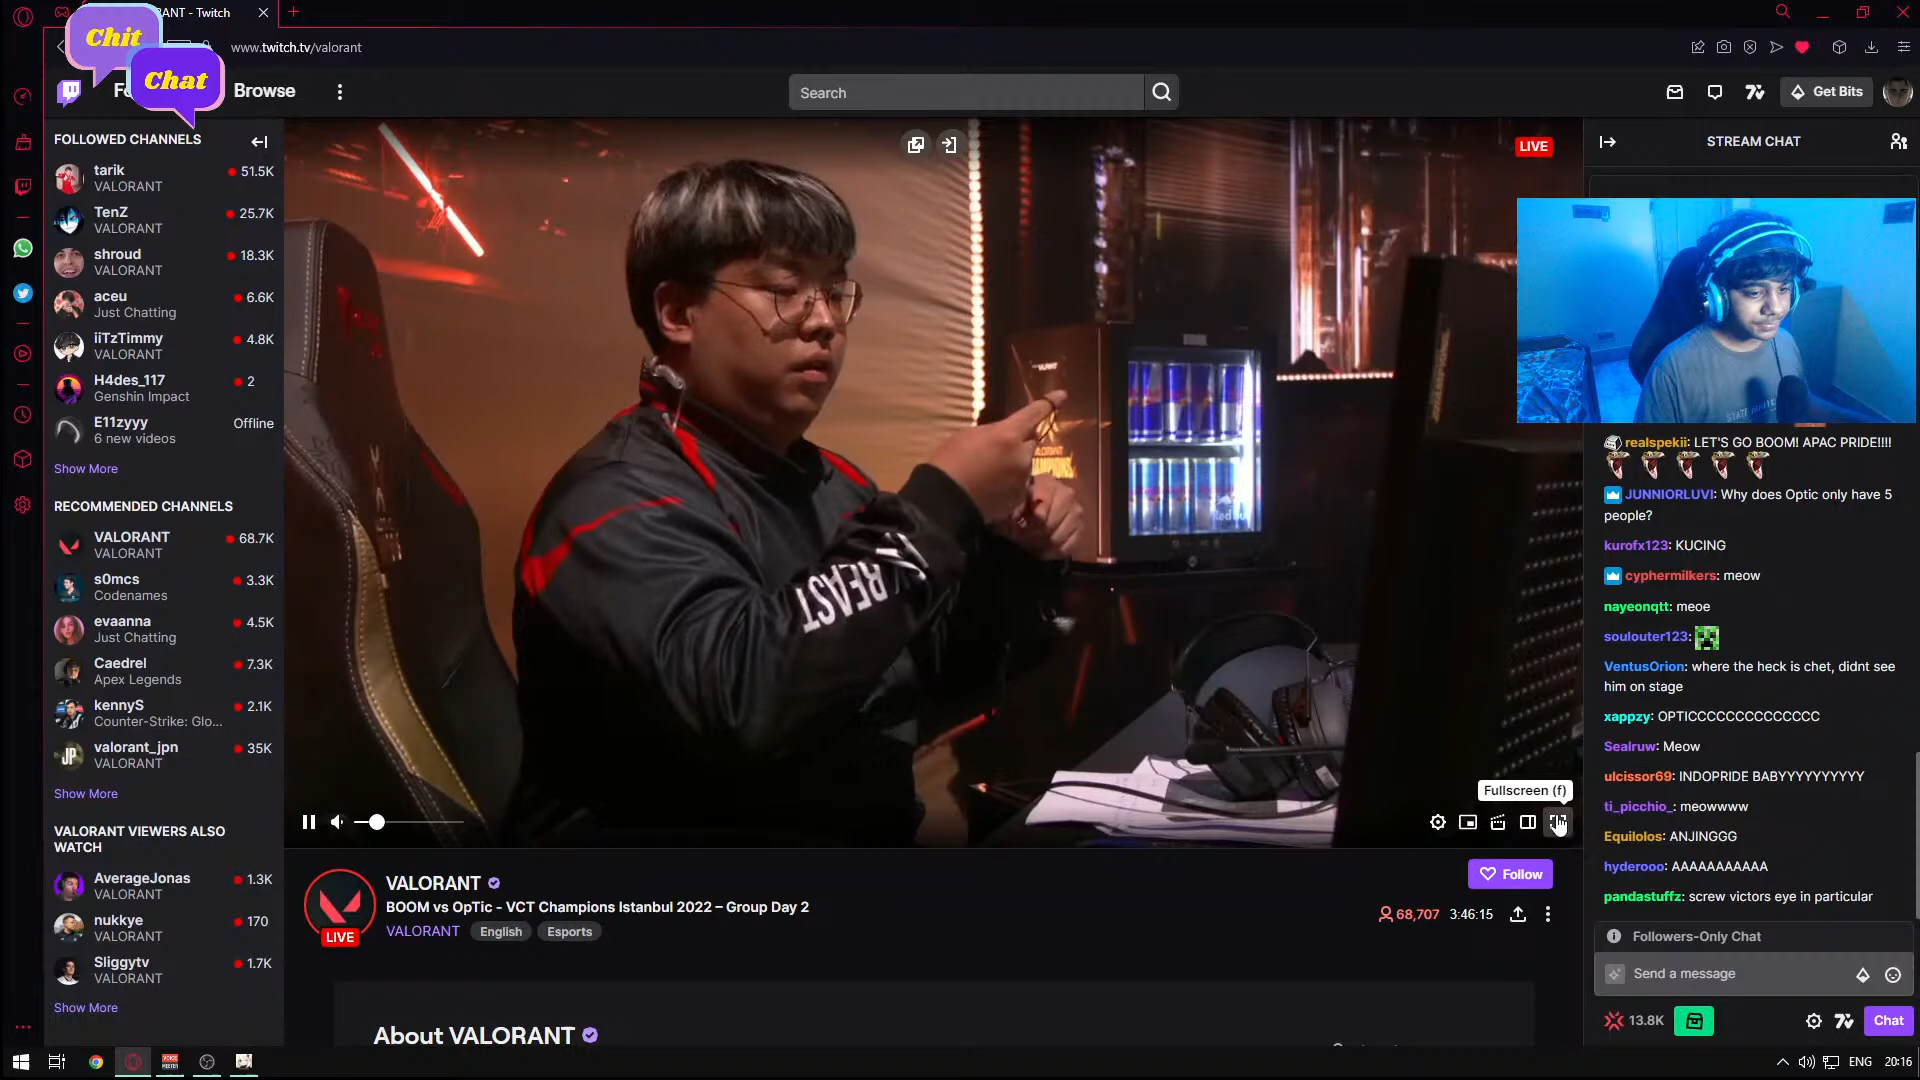 Chit
Chat
RANT - Twitch
www.twitch.tv/valorant
Browse
Search
Get Bits
FOLLOWED CHANNELS
tarik
VALORANT
51.5K
TenZ
VALORANT
25.7K
shroud
VALORANT
18.3K
aceu
Just Chatting
6.6K
iiTzTimmy
VALORANT
4.8K
H4des_117
Genshin Impact
2
E11zyyy
6 new videos
Offline
Show More
RECOMMENDED CHANNELS
VALORANT
VALORANT
68.7K
s0mcs
Codenames
3.3K
evaanna
Just Chatting
4.5K
Caedrel
Apex Legends
7.3K
kennyS
Counter-Strike: Glo...
2.1K
valorant_jpn
VALORANT
35K
Show More
VALORANT VIEWERS ALSO
WATCH
AverageJonas
VALORANT
1.3K
nukkye
VALORANT
170
Sliggytv
VALORANT
1.7K
Show More
LIVE
BEAST
Red Bull
Fullscreen (f)
LIVE
VALORANT
BOOM vs OpTic - VCT Champions Istanbul 2022 – Group Day 2
VALORANT
English
Esports
Follow
68,707
3:46:15
About VALORANT
STREAM CHAT
realspekii: LET'S GO BOOM! APAC PRIDE!!!!
JUNNIORLUVI: Why does Optic only have 5
people?
kurofx123: KUCING
cyphermilkers: meow
nayeonqtt: meoe
soulouter123:
VentusOrion: where the heck is chet, didnt see
him on stage
xappzy: OPTICCCCCCCCCCCCCC
Sealruw: Meow
ulcissor69: INDOPRIDE BABYYYYYYYYYY
ti_picchio_: meowwww
Equilolos: ANJINGGG
hyderooo: AAAAAAAAAAA
pandastuffz: screw victors eye in particular
Followers-Only Chat
Send a message
13.8K
Chat
ENG
20:16